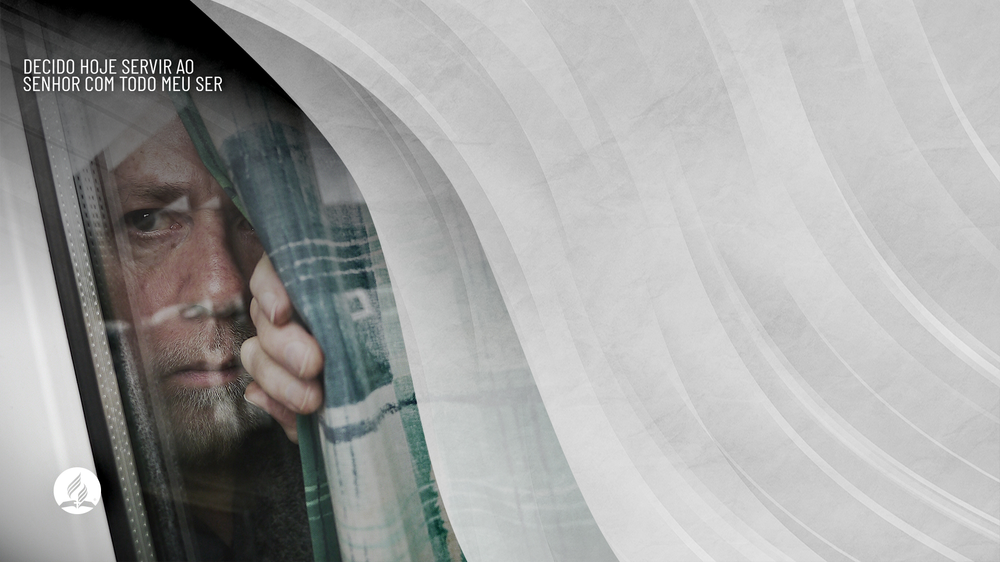 DECIDO HOJE SERVIR AO
SENHOR COM TODO MEU SER